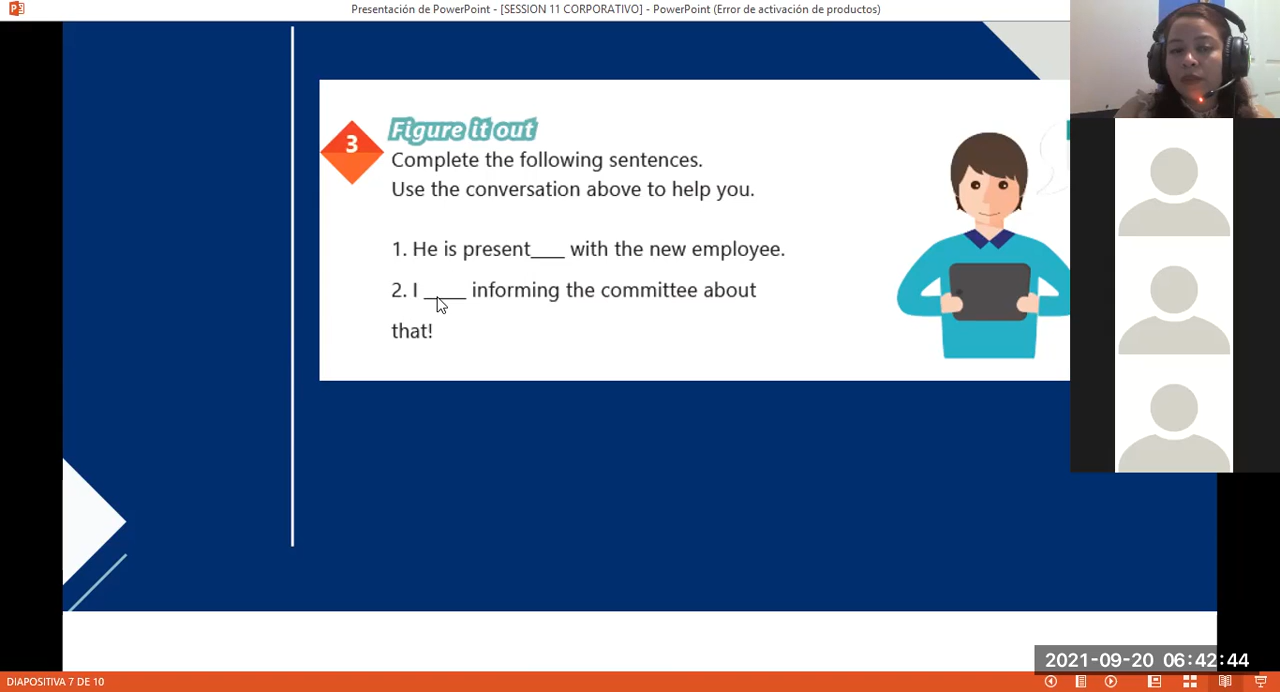 Presentación de PowerPoint - [SESSION 11 CORPORATIVO] - PowerPoint (Error de activación de productos)
3
Figure it out
Complete the following sentences.
Use the conversation above to help you.
1. He is present____ with the new employee.
2. I _____ informing the committee about
that!
2021-09-20 06:42:44
DIAPOSITIVA 7 DE 10